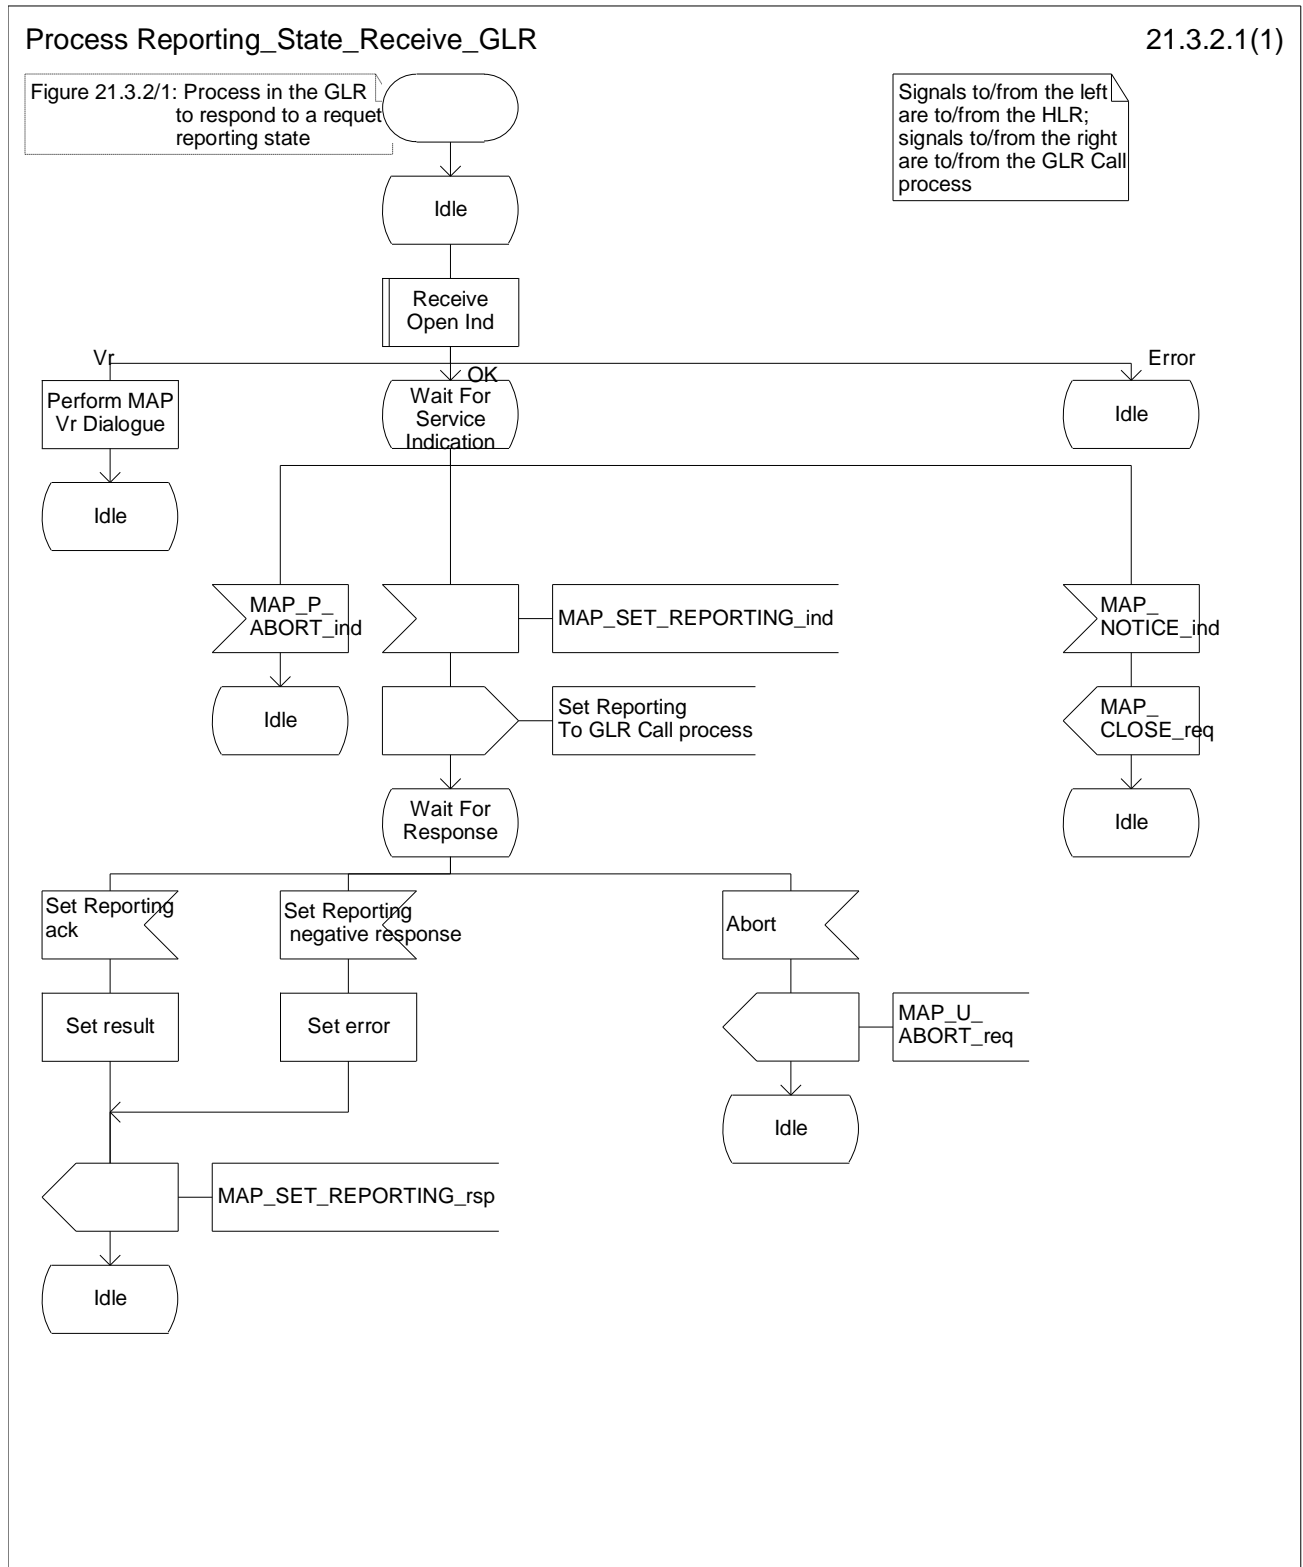 Process Reporting_State_Receive_GLR
21.3.2.1(1)
Figure 21.3.2/1: Process in the GLR
to respond to a requet
reporting state
Signals to/from the left
are to/from the HLR;
signals to/from the right
are to/from the GLR Call
process
Idle
Receive
Open Ind
Vr
OK
Error
Perform MAP
Vr Dialogue
Wait For
Service
Indication
Idle
Idle
MAP_P_
ABORT_ind
MAP_SET_REPORTING_ind
MAP_
NOTICE_ind
Idle
Set Reporting
To GLR Call process
MAP_
CLOSE_req
Wait For
Response
Idle
Set Reporting
ack
Set Reporting
negative response
Abort
Set result
Set error
MAP_U_
ABORT_req
Idle
MAP_SET_REPORTING_rsp
Idle